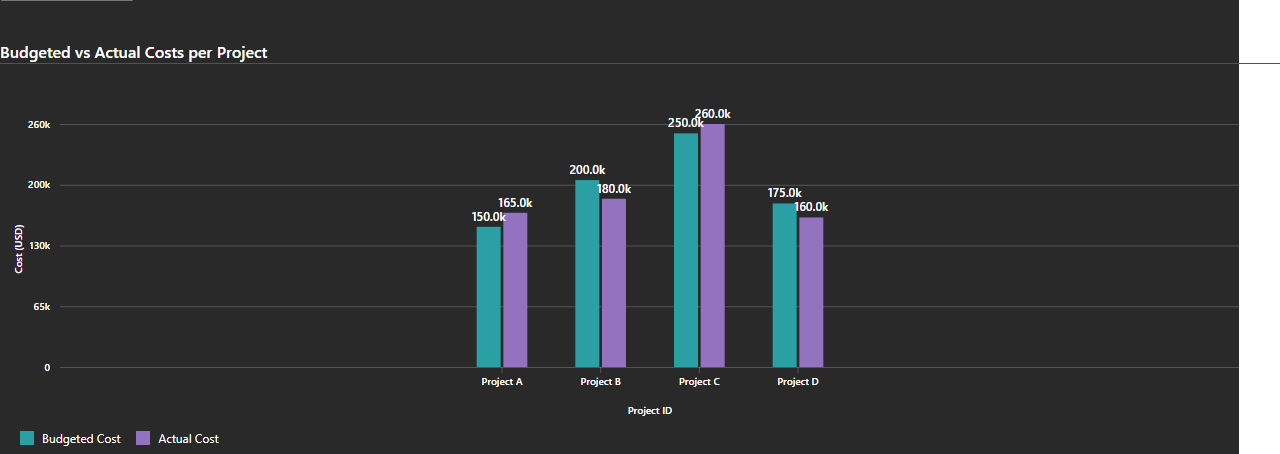 Budgeted vs Actual Costs per Project
260.0k
250.0k
260k
200.0k
200k
180.0k
175.0k
165.0k
160.0k
150.0k
130k
Cost (USD)
65k
0
Project A Project B Project C Project D
Project ID
Budgeted Cost Actual Cost